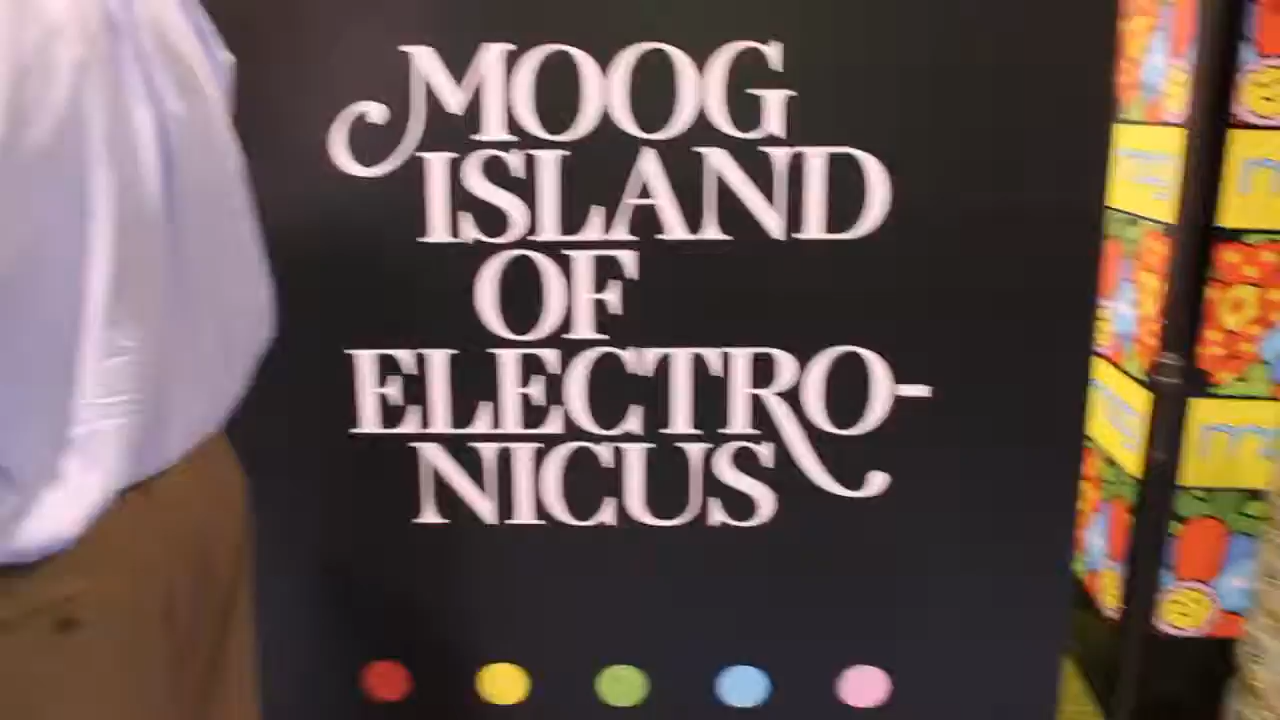 MOOG
ISLAND
OF
ELECTRO-
NICUS